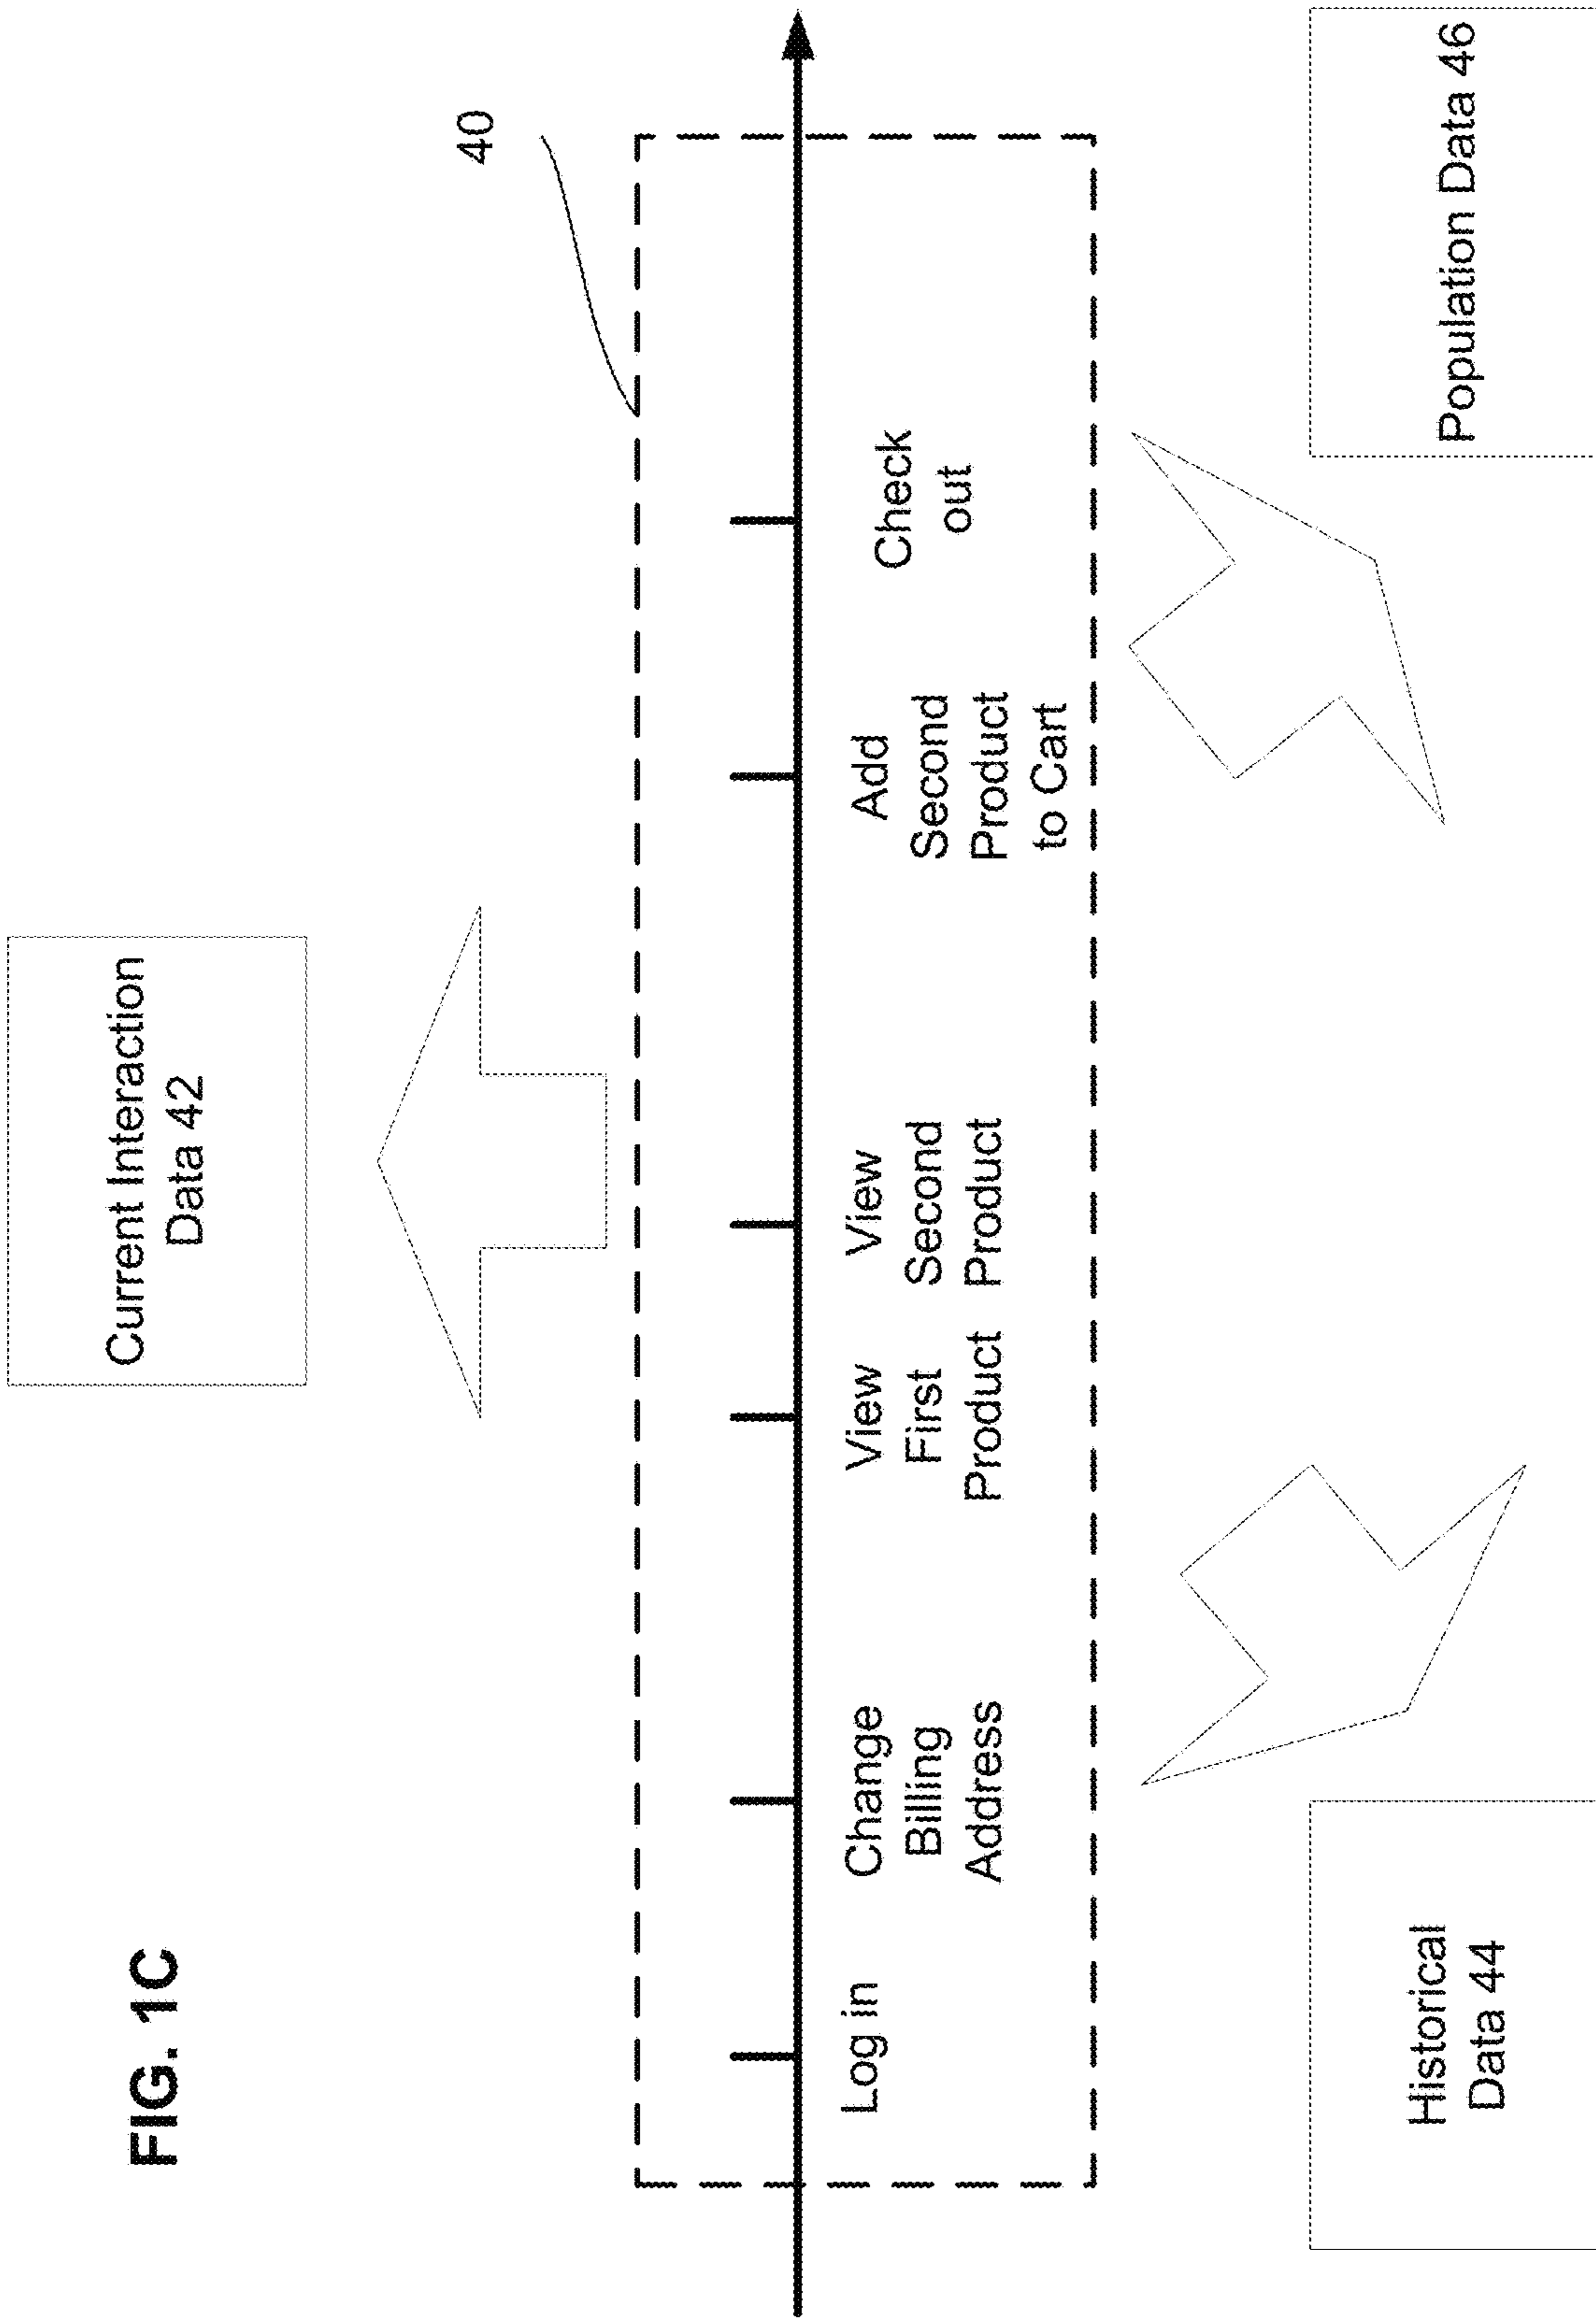 FIG. 1C
Current Interaction
Data 42
40
Log in
Change
Billing
Address
View
First
Product
View
Second
Product
Add
Second
Product
to Cart
Check
out
Historical
Data 44
Population Data 46